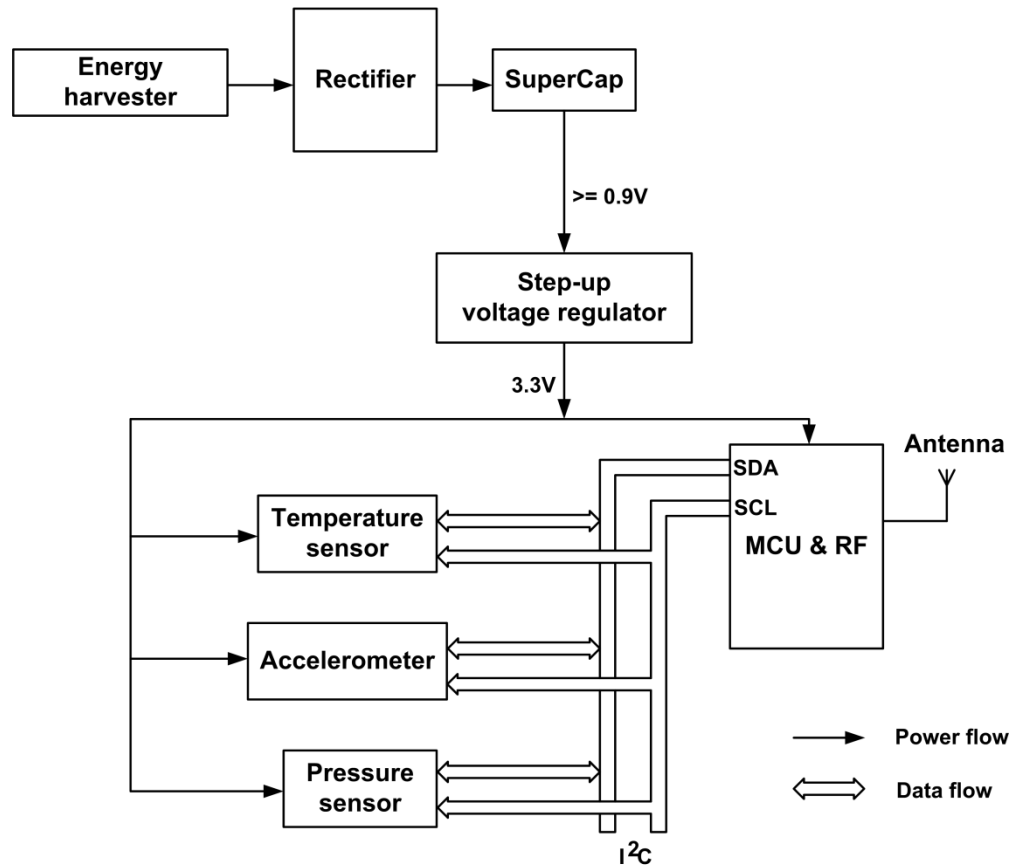 Energy
harvester
Rectifier
SuperCap
>= 0.9V
Step-up
voltage regulator
3.3V
Antenna
SDA
SCL
MCU & RF
Temperature
sensor
Accelerometer
Pressure
sensor
Power flow
Data flow
I²C